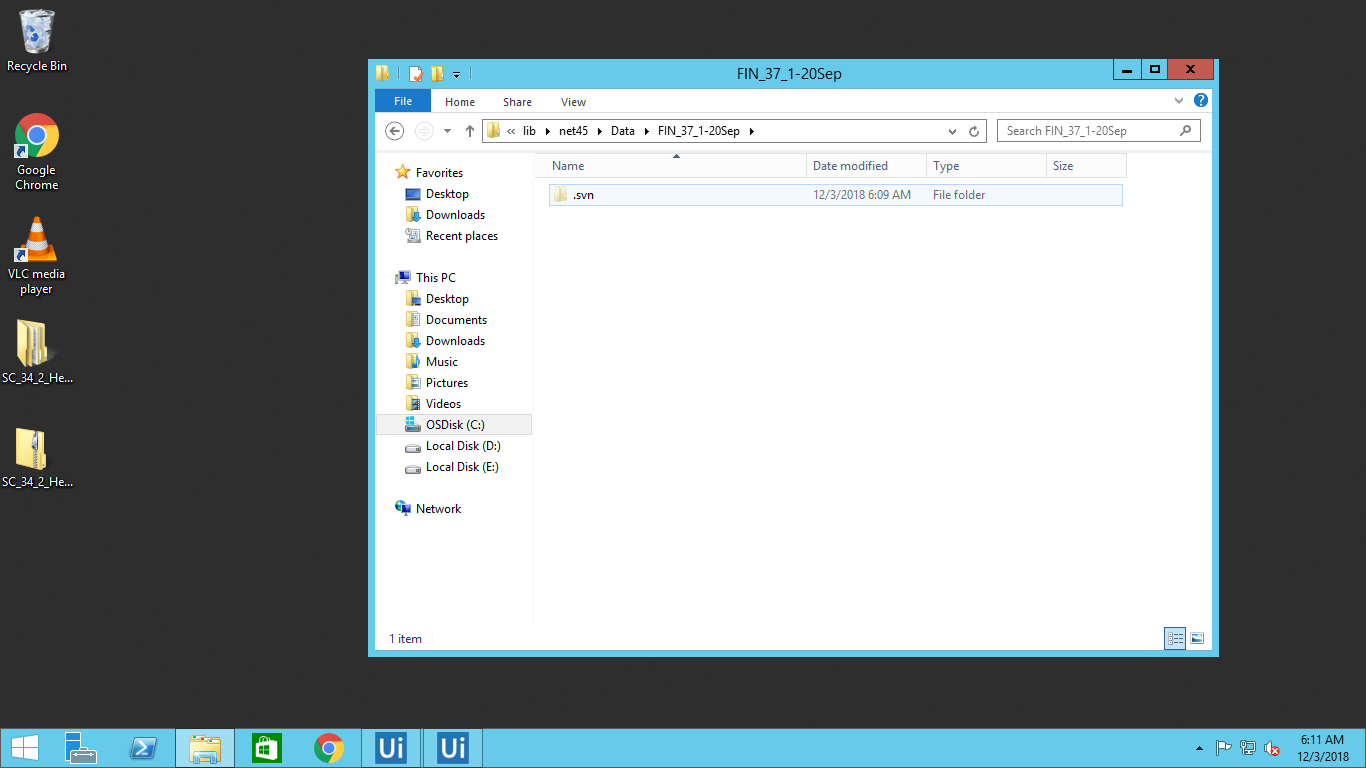 Recycle Bin
Google
Chrome
VLC media
player
SC_34_2_He...
SC_34_2_He...
FIN_37_1-20Sep
File
Home
Share
View
?
«
lib
net45
Data
FIN_37_1-20Sep
Search FIN_37_1-20Sep
Favorites
Desktop
Downloads
Recent places
This PC
Desktop
Documents
Downloads
Music
Pictures
Videos
OSDisk (C:)
Local Disk (D:)
Local Disk (E:)
Network
Name
Date modified
Type
Size
.svn
12/3/2018 6:09 AM
File folder
1 item
Ui
Ui
6:11 AM
12/3/2018